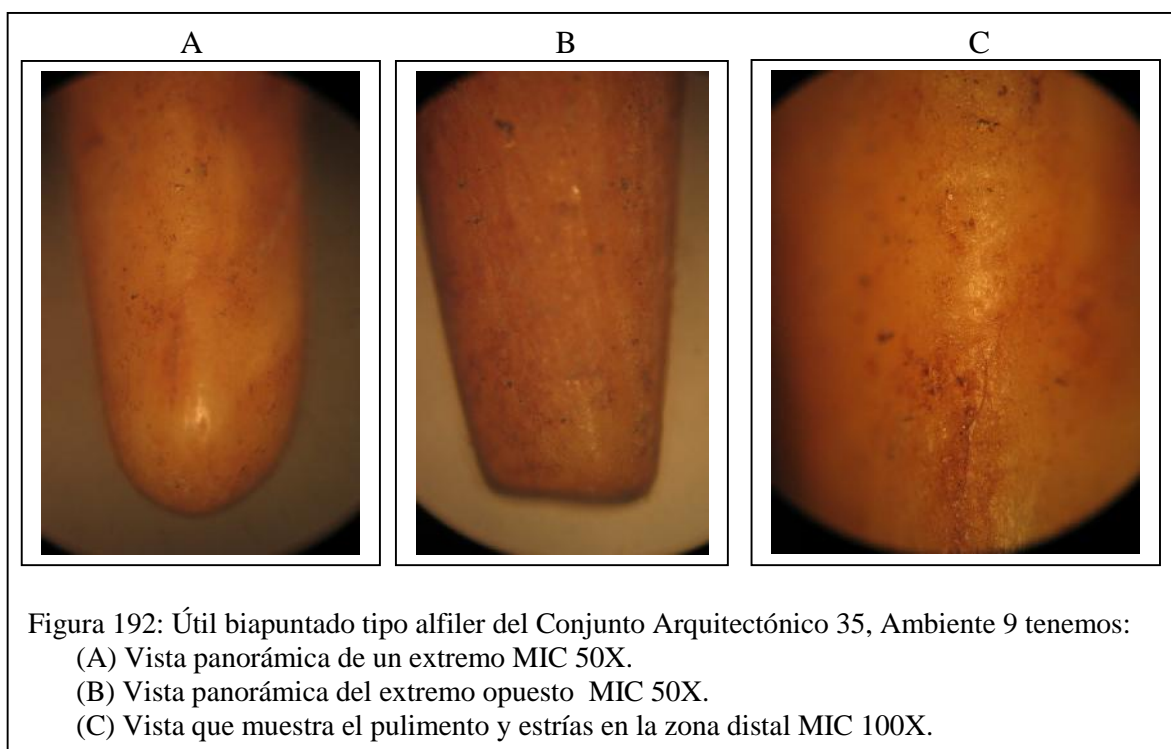 A B C
Figura 192: Útil biapuntado tipo alfiler del Conjunto Arquitectónico 35, Ambiente 9 tenemos:
(A) Vista panorámica de un extremo MIC 50X.
(B) Vista panorámica del extremo opuesto MIC 50X.
(C) Vista que muestra el pulimento y estrías en la zona distal MIC 100X.